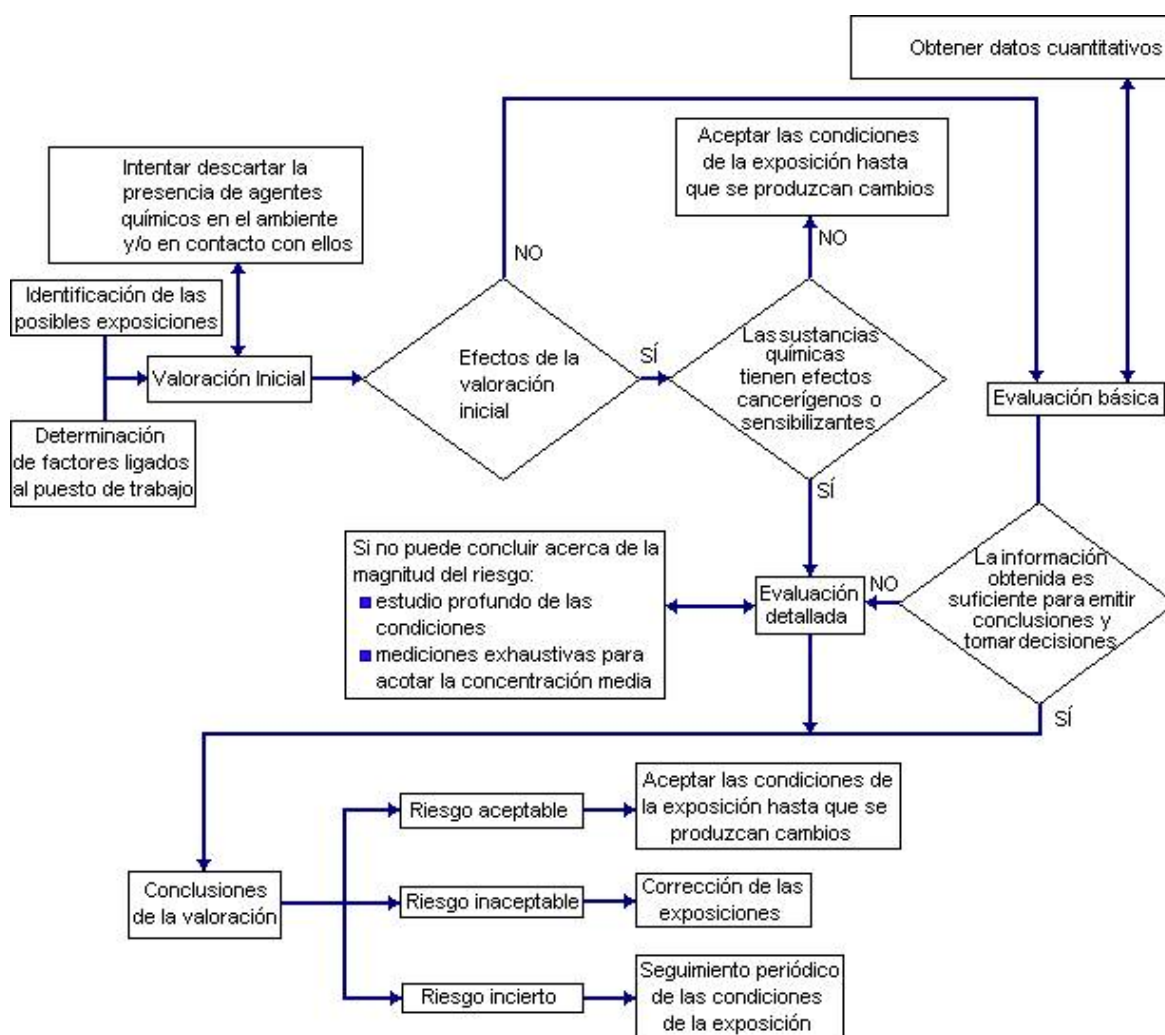 Obtener datos cuantitativos
Aceptar las condiciones
de la exposición hasta
que se produzcan cambios
Intentar descartar la
presencia de agentes
químicos en el ambiente
y/o en contacto con ellos
NO
NO
Identificación de las
posibles exposiciones
Valoración Inicial
Determinación
de factores ligados
al puesto de trabajo
Efectos de la
valoración
inicial
SÍ
Las sustancias
químicas
tienen efectos
cancerígenos o
sensibilizantes
Evaluación básica
SÍ
Si no puede concluir acerca de la
magnitud del riesgo:
estudio profundo de las
condiciones
mediciones exhaustivas para
acotar la concentración media
Evaluación
detallada
NO
La información
obtenida es
suficiente para emitir
conclusiones y
tomar decisiones
SÍ
Conclusiones
de la valoración
Riesgo aceptable
Aceptar las condiciones de
la exposición hasta que se
produzcan cambios
Riesgo inaceptable
Corrección de las
exposiciones
Riesgo incierto
Seguimiento periódico
de las condiciones
de la exposición